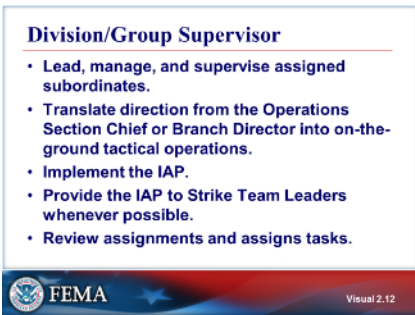 Division/Group Supervisor
• Lead, manage, and supervise assigned
subordinates.
• Translate direction from the Operations
Section Chief or Branch Director into on-the-
ground tactical operations.
• Implement the IAP.
• Provide the IAP to Strike Team Leaders
whenever possible.
• Review assignments and assigns tasks.
FEMA
Visual 2.12